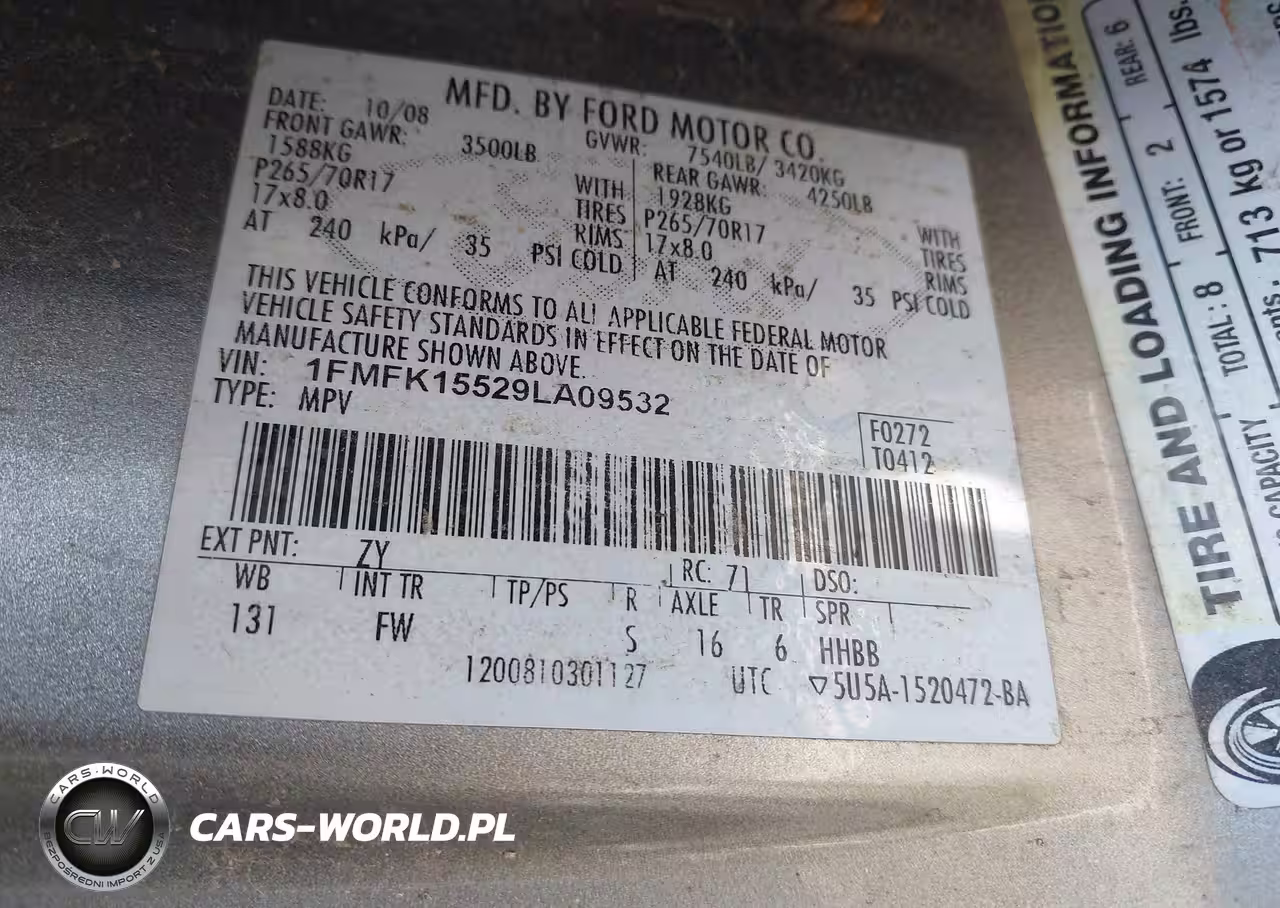 MFD. BY FORD MOTOR CO.
DATE: 10/08 GVWR: 7540LB/ 3420KG
FRONT GAWR: 3500LB REAR GAWR: 4250LB
1588KG WITH 1928KG WITH
P265/70R17 TIRES P265/70R17 TIRES
17x8.0 RIMS 17x8.0 RIMS
AT 240 kPa/ 35 PSI COLD AT 240 kPa/ 35 PSI COLD
THIS VEHICLE CONFORMS TO ALL APPLICABLE FEDERAL MOTOR
VEHICLE SAFETY STANDARDS IN EFFECT ON THE DATE OF
MANUFACTURE SHOWN ABOVE.
VIN: 1FMFK15529LA09532
TYPE: MPV
F0272
T0412
EXT PNT: ZY RC: 71 DSO:
WB INT TR TP/PS R AXLE TR SPR
131 FW S 16 6 HHBB
1200810301127 UTC ▽5U5A-1520472-BA
TIRE AND LOADING INFORMATION
TOTAL: 8 FRONT: 2 REAR: 6
713 kg or 1574 lbs.
CAPACITY
CARS-WORLD
CW
BEZPOŚREDNI IMPORT Z USA
CARS-WORLD.PL